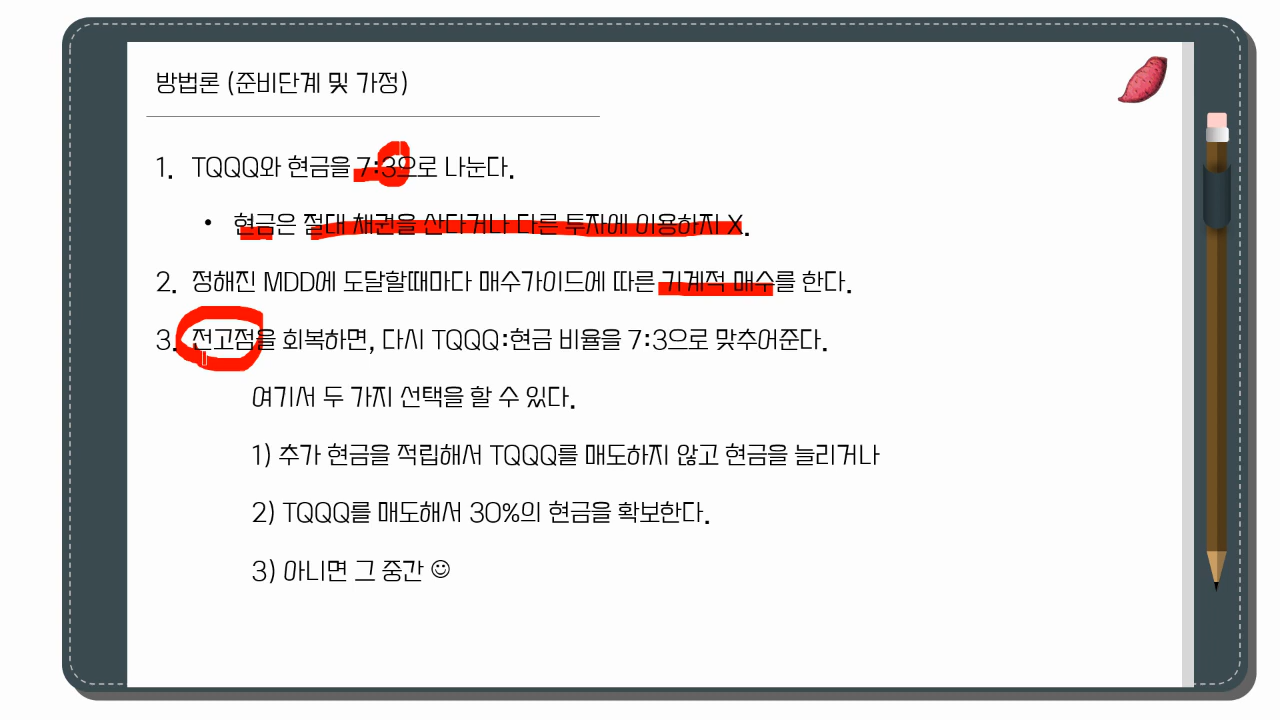 방법론 (준비단계 및 가정)
1. TQQQ와 현금을 7:3으로 나눈다.
• 현금은 절대 채권을 산다거나 다른 투자에 이용하지 X.
2. 정해진 MDD에 도달할때마다 매수가이드에 따른 기계적 매수를 한다.
3. 전고점을 회복하면, 다시 TQQQ:현금 비율을 7:3으로 맞추어준다.
여기서 두 가지 선택을 할 수 있다.
1) 추가 현금을 적립해서 TQQQ를 매도하지 않고 현금을 늘리거나
2) TQQQ를 매도해서 30%의 현금을 확보한다.
3) 아니면 그 중간 ☺